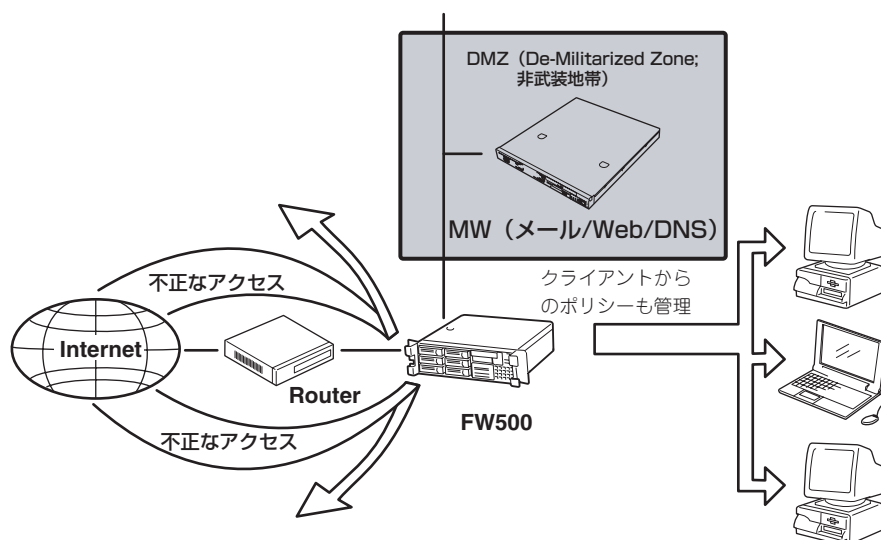 DMZ（De-Militarized Zone;
非武装地帯）
MW（メール/Web/DNS）
不正なアクセス
クライアントから
のポリシーも管理
Internet
Router
FW500
不正なアクセス